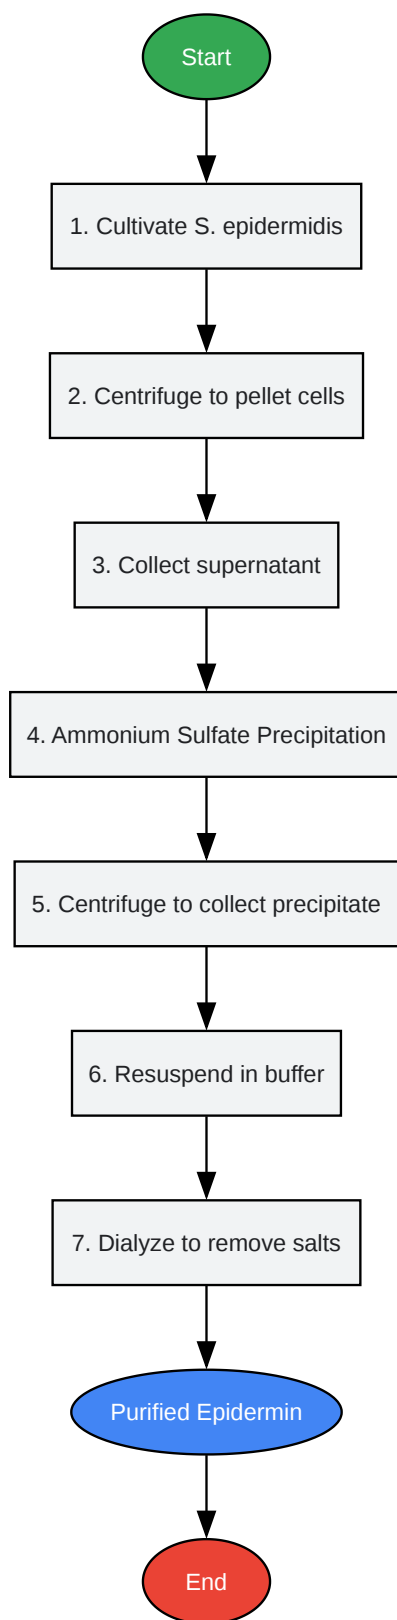 Start
1. Cultivate S. epidermidis
2. Centrifuge to pellet cells
3. Collect supernatant
4. Ammonium Sulfate Precipitation
5. Centrifuge to collect precipitate
6. Resuspend in buffer
7. Dialyze to remove salts
Purified Epidermin
End